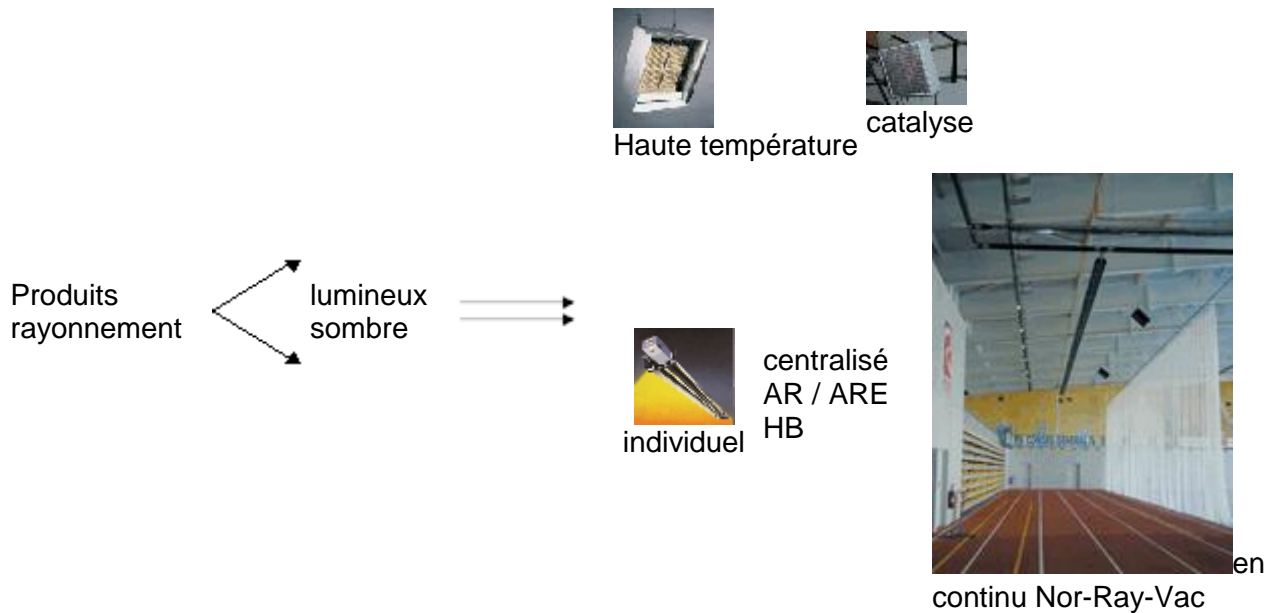 Haute température
catalyse
Produits
rayonnement
lumineux
sombre
individuel
centralisé
AR / ARE
HB
en
continu Nor-Ray-Vac